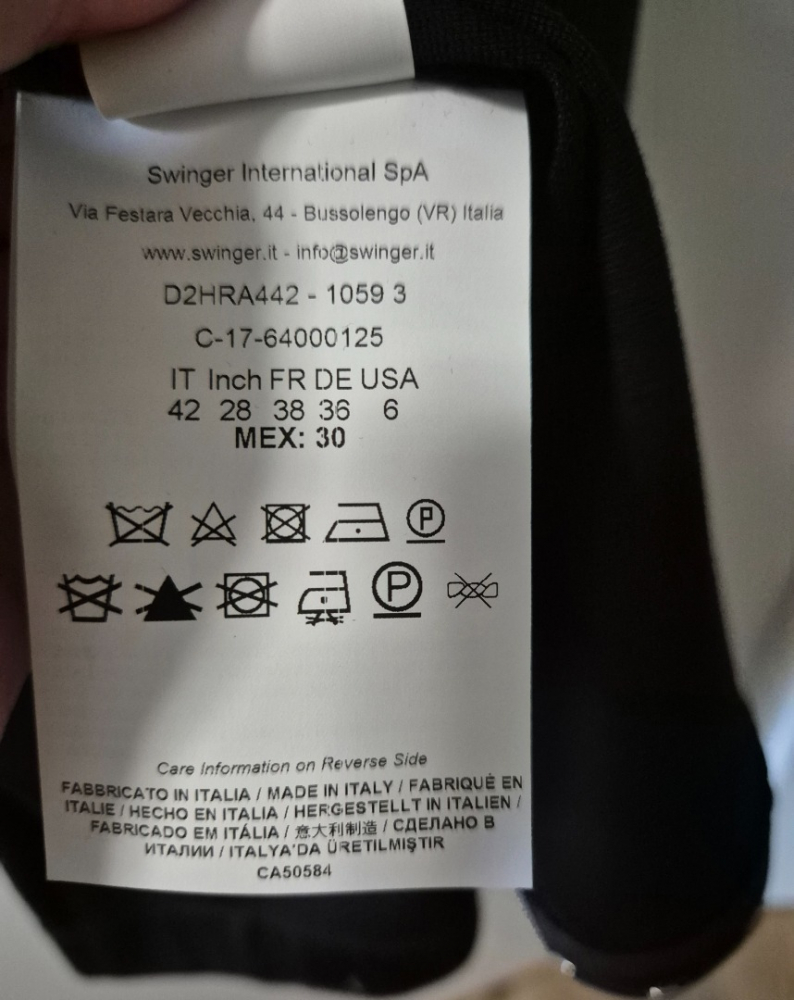 Swinger International SpA
Via Festara Vecchia, 44 - Bussolengo (VR) Italia
www.swinger.it - info@swinger.it
D2HRA442 - 1059 3
C-17-64000125
IT Inch FR DE USA
42 28 38 36 6
MEX: 30
P
P
Care Information on Reverse Side
FABBRICATO IN ITALIA / MADE IN ITALY / FABRIQUÉ EN
ITALIE / HECHO EN ITALIA / HERGESTELLT IN ITALIEN /
FABRICADO EM ITÁLIA / 意大利制造 / СДЕЛАНО В
ИТАЛИИ / ITALYA'DA ÜRETILMIŞTIR
CA50584